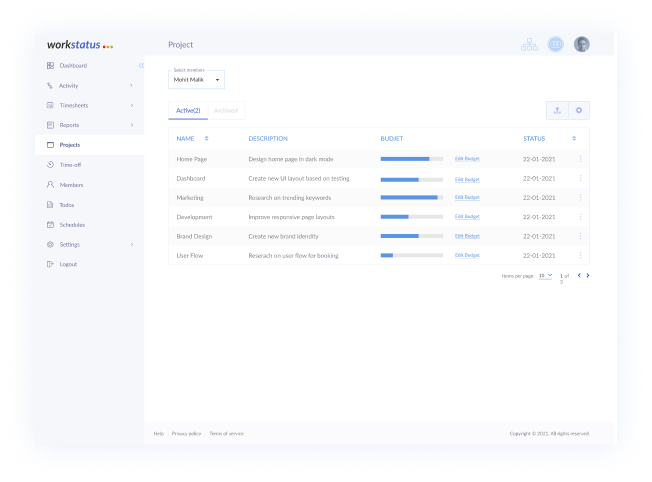 workstatus
Project
Dashboard
Select members
Mohit Malik
Activity
Timesheets
Active(2) Archived
Reports
NAME DESCRIPTION BUDJET STATUS
Projects
Home Page Design home page in dark mode Edit Budget 22-01-2021
Time-off
Dashboard Create new UI layout based on testing Edit Budget 22-01-2021
Members
Marketing Research on trending keywords Edit Budget 22-01-2021
Todos
Development Improve responsive page layouts Edit Budget 22-01-2021
Schedules
Brand Design Create new brand idendity Edit Budget 22-01-2021
Settings
User Flow Reserach on user flow for booking Edit Budget 22-01-2021
Logout
Items per page: 10 1 of
3
Help Privacy policy Terms of service Copyright © 2021. All rights reserved.